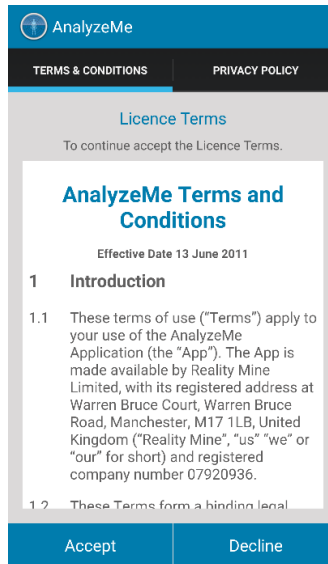 AnalyzeMe
TERMS & CONDITIONS PRIVACY POLICY
Licence Terms
To continue accept the Licence Terms.
AnalyzeMe Terms and
Conditions
Effective Date 13 June 2011
1 Introduction
1.1 These terms of use (“Terms”) apply to
your use of the AnalyzeMe
Application (the “App”). The App is
made available by Reality Mine
Limited, with its registered address at
Warren Bruce Court, Warren Bruce
Road, Manchester, M17 1LB, United
Kingdom (“Reality Mine”, “us” “we” or
“our” for short) and registered
company number 07920936.
1.2 These Terms form a binding legal
Accept Decline